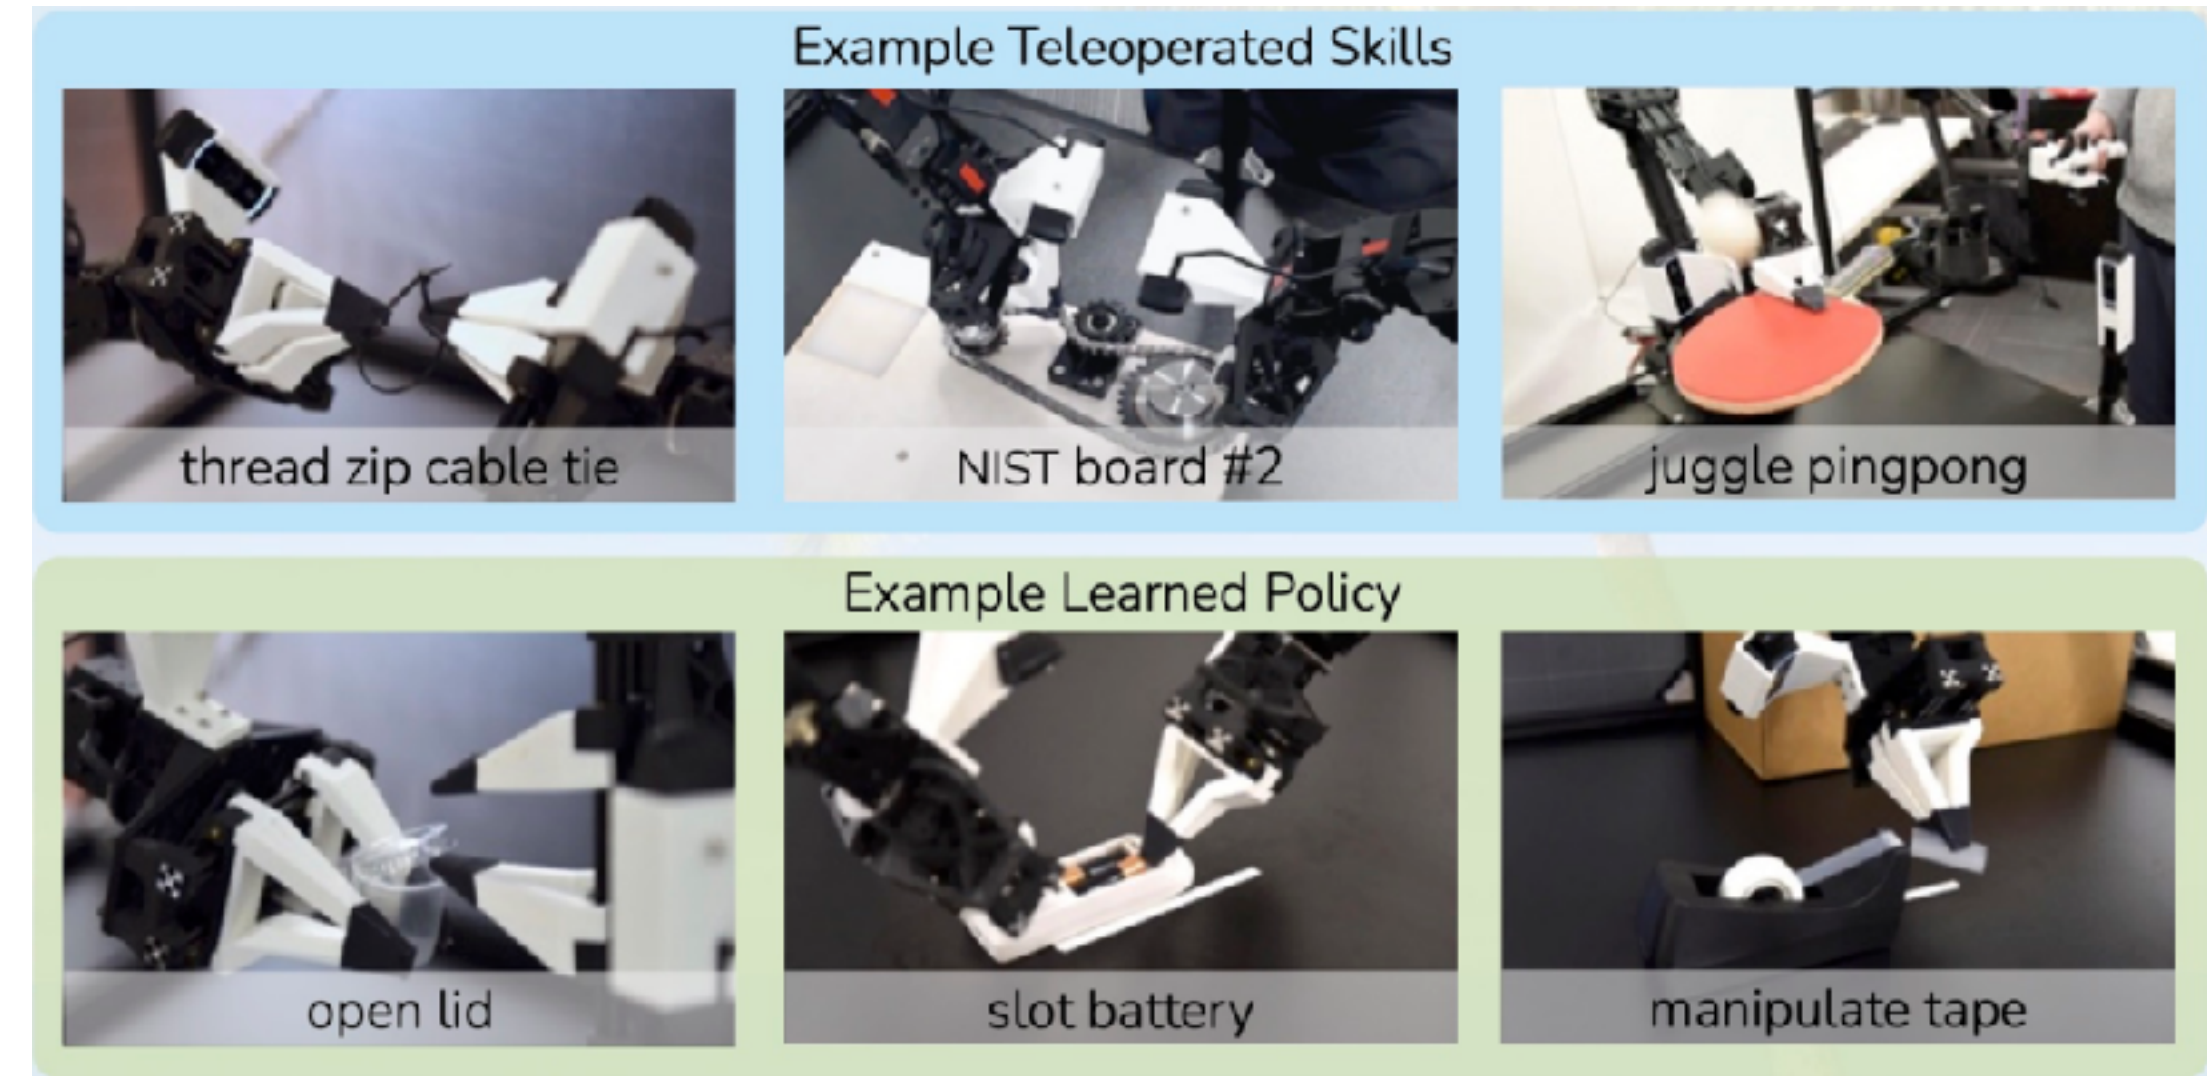 Example Teleoperated Skills
thread zip cable tie
NIST board #2
juggle pingpong
Example Learned Policy
open lid
slot battery
manipulate tape